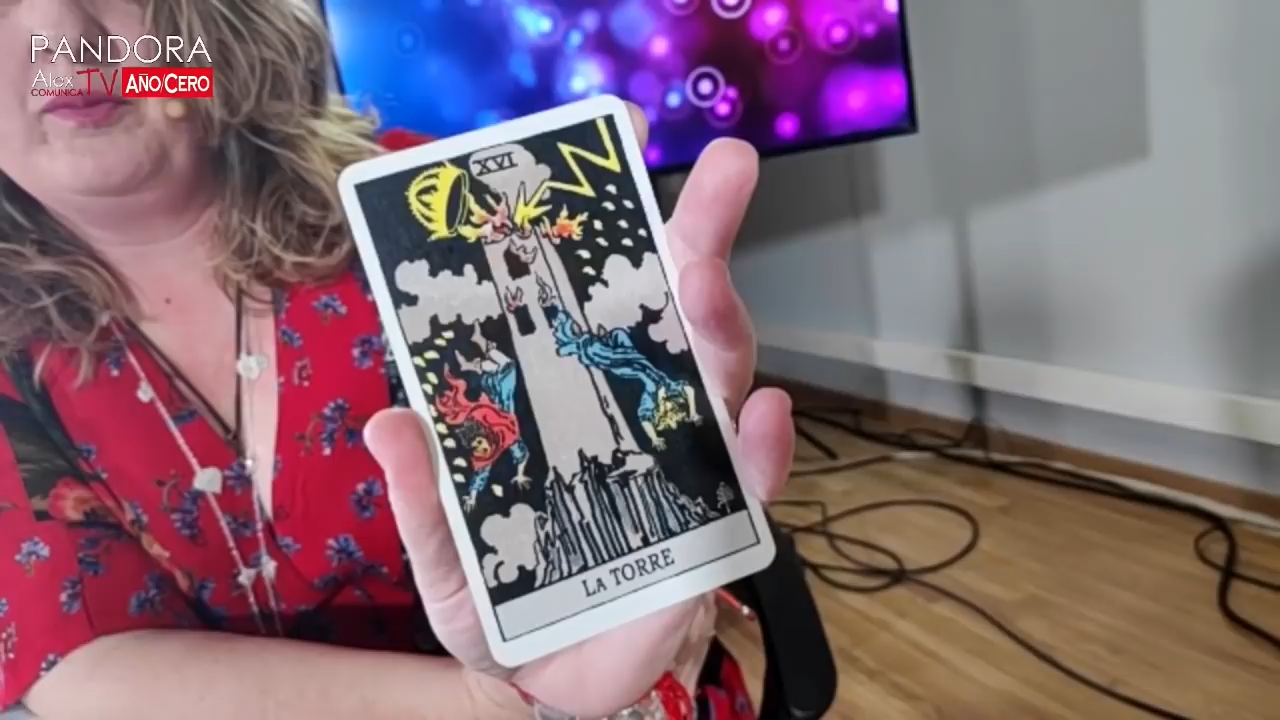 PANDORA
Alex TV AÑO/CERO
COMUNICA
XVI
LA TORRE